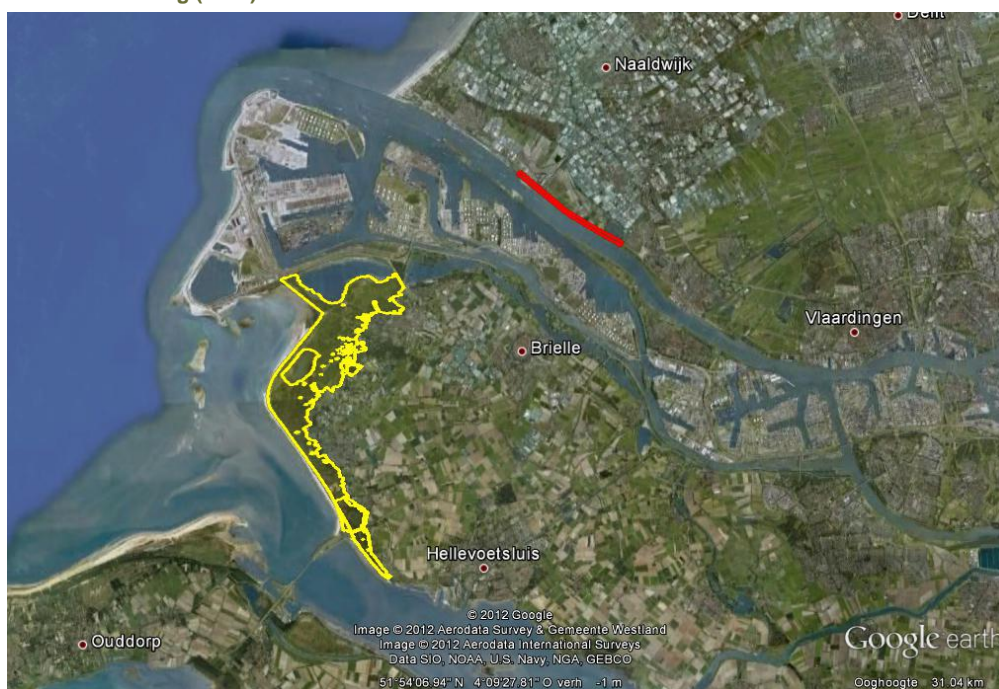 Delft
Naaldwijk
Vlaardingen
Brielle
Hellevoetsluis
© 2012 Google
Image © 2012 Aerodata Survey & Gemeente Westland
Image © 2012 Aerodata International Surveys
Data SIO, NOAA, U.S. Navy, NGA, GEBCO
Ouddorp
Google earth
51°54'06.94" N 4°09'27.81" O verh -1 m
Ooghoogte 31.04 km